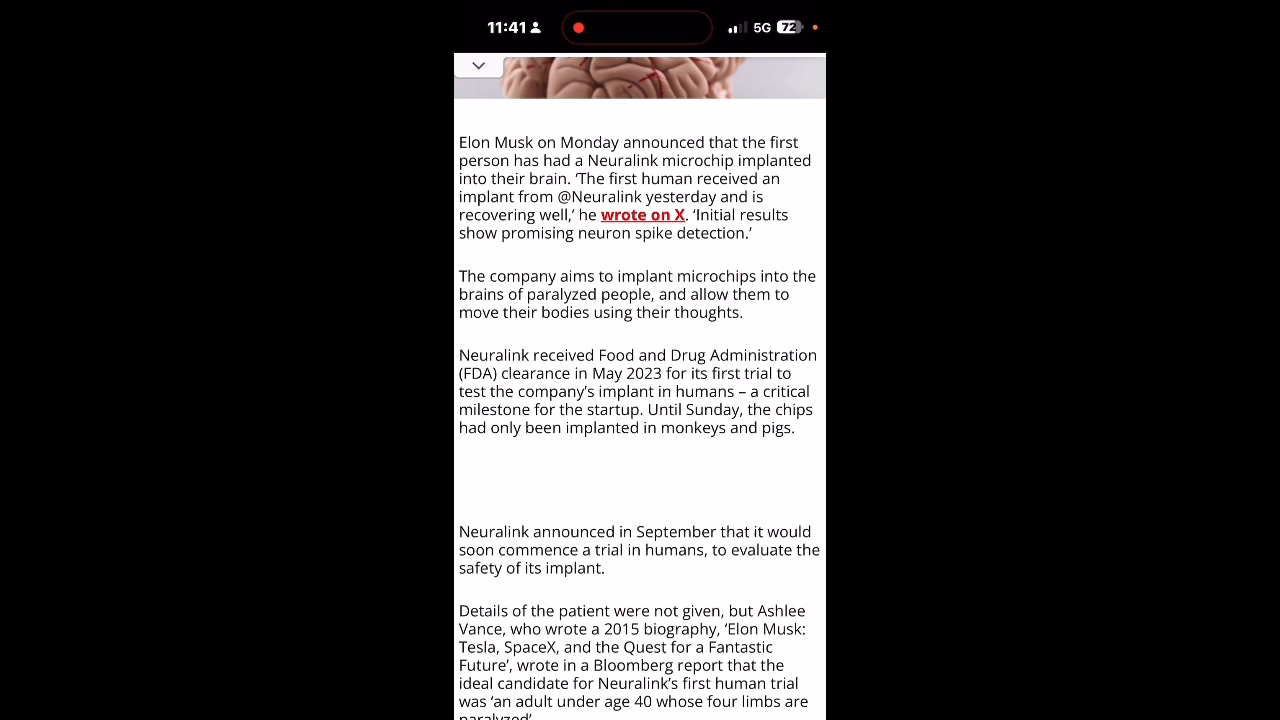 11:41
5G
72
Elon Musk on Monday announced that the first
person has had a Neuralink microchip implanted
into their brain. ‘The first human received an
implant from @Neuralink yesterday and is
recovering well,’ he wrote on X. ‘Initial results
show promising neuron spike detection.’
The company aims to implant microchips into the
brains of paralyzed people, and allow them to
move their bodies using their thoughts.
Neuralink received Food and Drug Administration
(FDA) clearance in May 2023 for its first trial to
test the company’s implant in humans – a critical
milestone for the startup. Until Sunday, the chips
had only been implanted in monkeys and pigs.
Neuralink announced in September that it would
soon commence a trial in humans, to evaluate the
safety of its implant.
Details of the patient were not given, but Ashlee
Vance, who wrote a 2015 biography, ‘Elon Musk:
Tesla, SpaceX, and the Quest for a Fantastic
Future’, wrote in a Bloomberg report that the
ideal candidate for Neuralink’s first human trial
was ‘an adult under age 40 whose four limbs are
paralyzed’